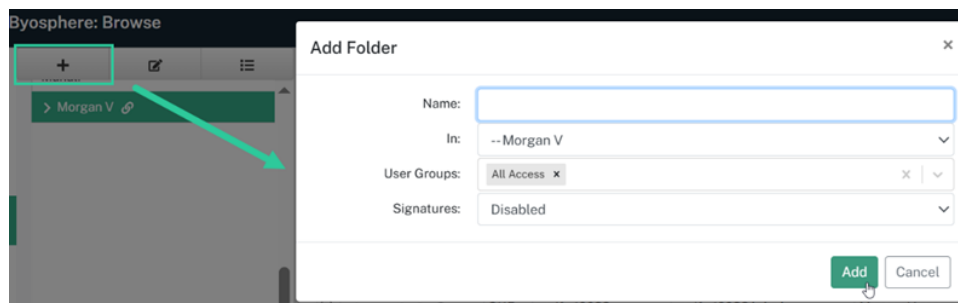 Byosphere: Browse
Add Folder
Morgan V
Name:
In: --Morgan V
User Groups: All Access
Signatures: Disabled
Add Cancel